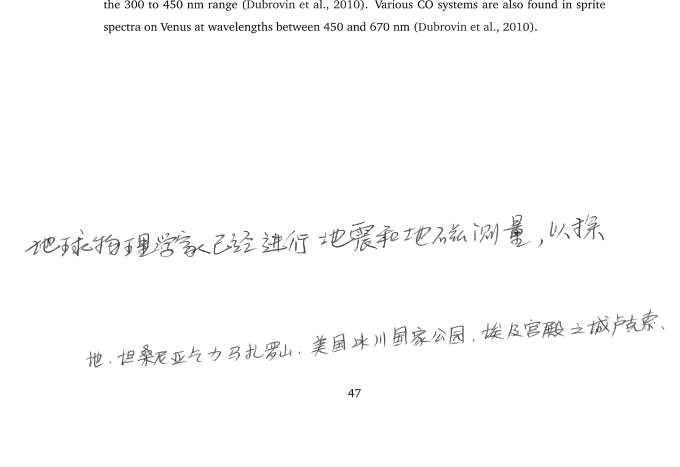 the 300 to 450 nm range (Dubrovin et al., 2010). Various CO systems are also found in sprite
spectra on Venus at wavelengths between 450 and 670 nm (Dubrovin et al., 2010).
地球物理学家已经进行地震和地磁测量,以探
地、坦桑尼亚乞力马扎罗山、美国冰川国家公园、埃及宫殿之城卢克索、
47